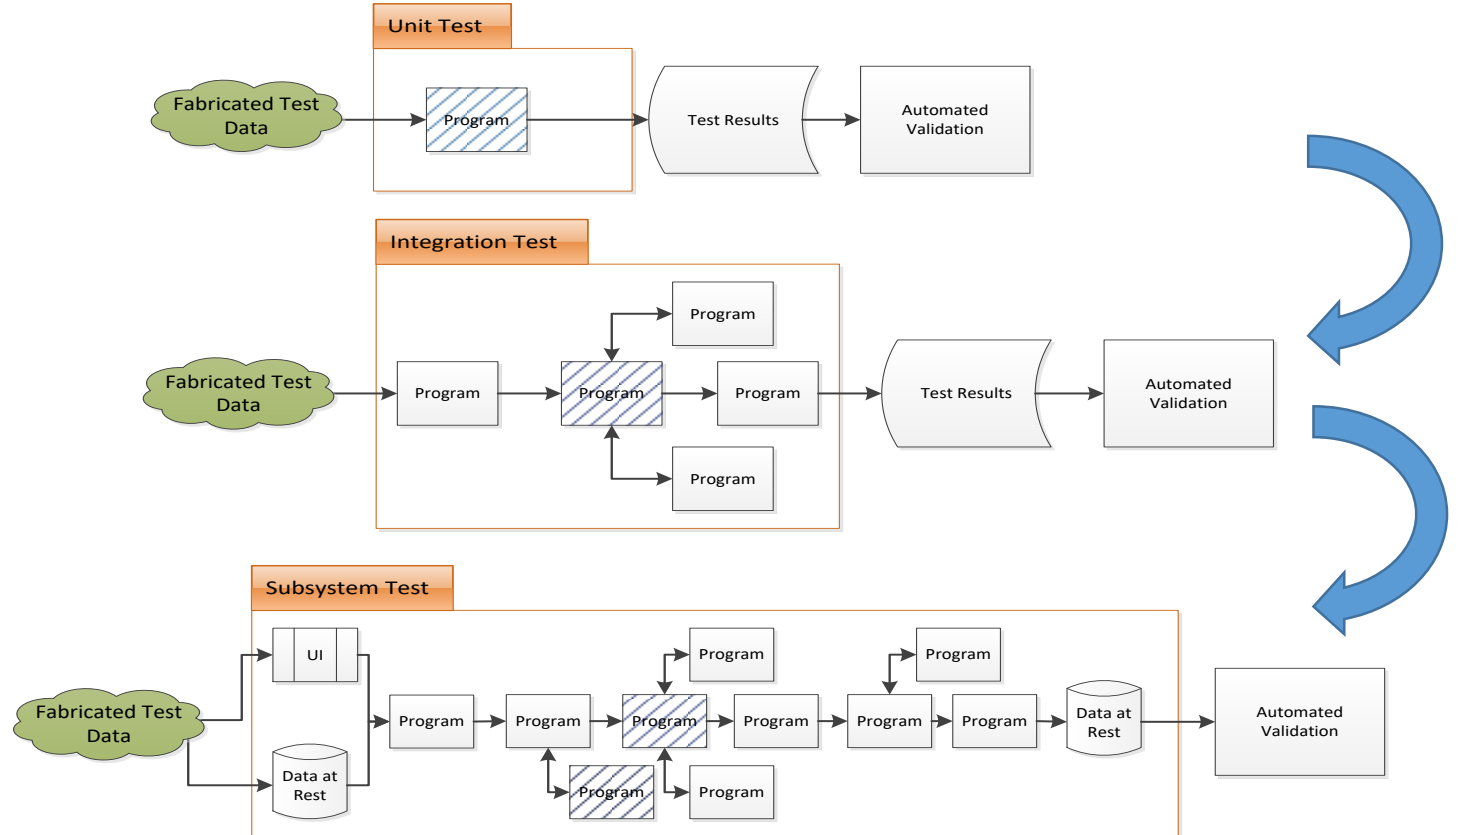 Unit Test
Fabricated Test
Data
Program
Test Results
Automated
Validation
Integration Test
Program
Fabricated Test
Data
Program
Program
Program
Test Results
Automated
Validation
Program
Subsystem Test
UI
Program
Program
Fabricated Test
Data
Program
Program
Program
Program
Program
Program
Data at
Rest
Automated
Validation
Data at
Rest
Program
Program